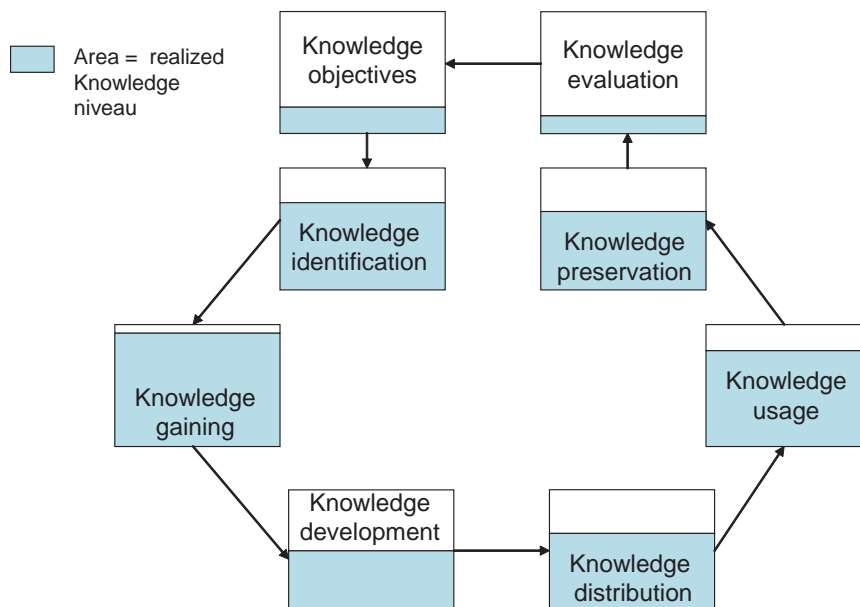 Area = realized
Knowledge
niveau
Knowledge
objectives
Knowledge
evaluation
Knowledge
identification
Knowledge
preservation
Knowledge
gaining
Knowledge
usage
Knowledge
development
Knowledge
distribution